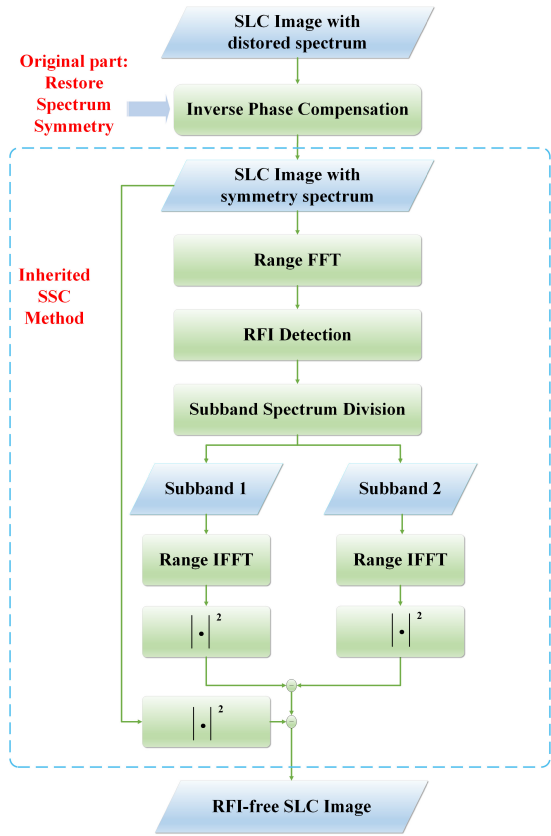 SLC Image with
distored spectrum
Original part:
Restore
Spectrum
Symmetry
Inverse Phase Compensation
SLC Image with
symmetry spectrum
Range FFT
Inherited
SSC
Method
RFI Detection
Subband Spectrum Division
Subband 1
Subband 2
Range IFFT
Range IFFT
|•|²
|•|²
|•|²
RFI-free SLC Image